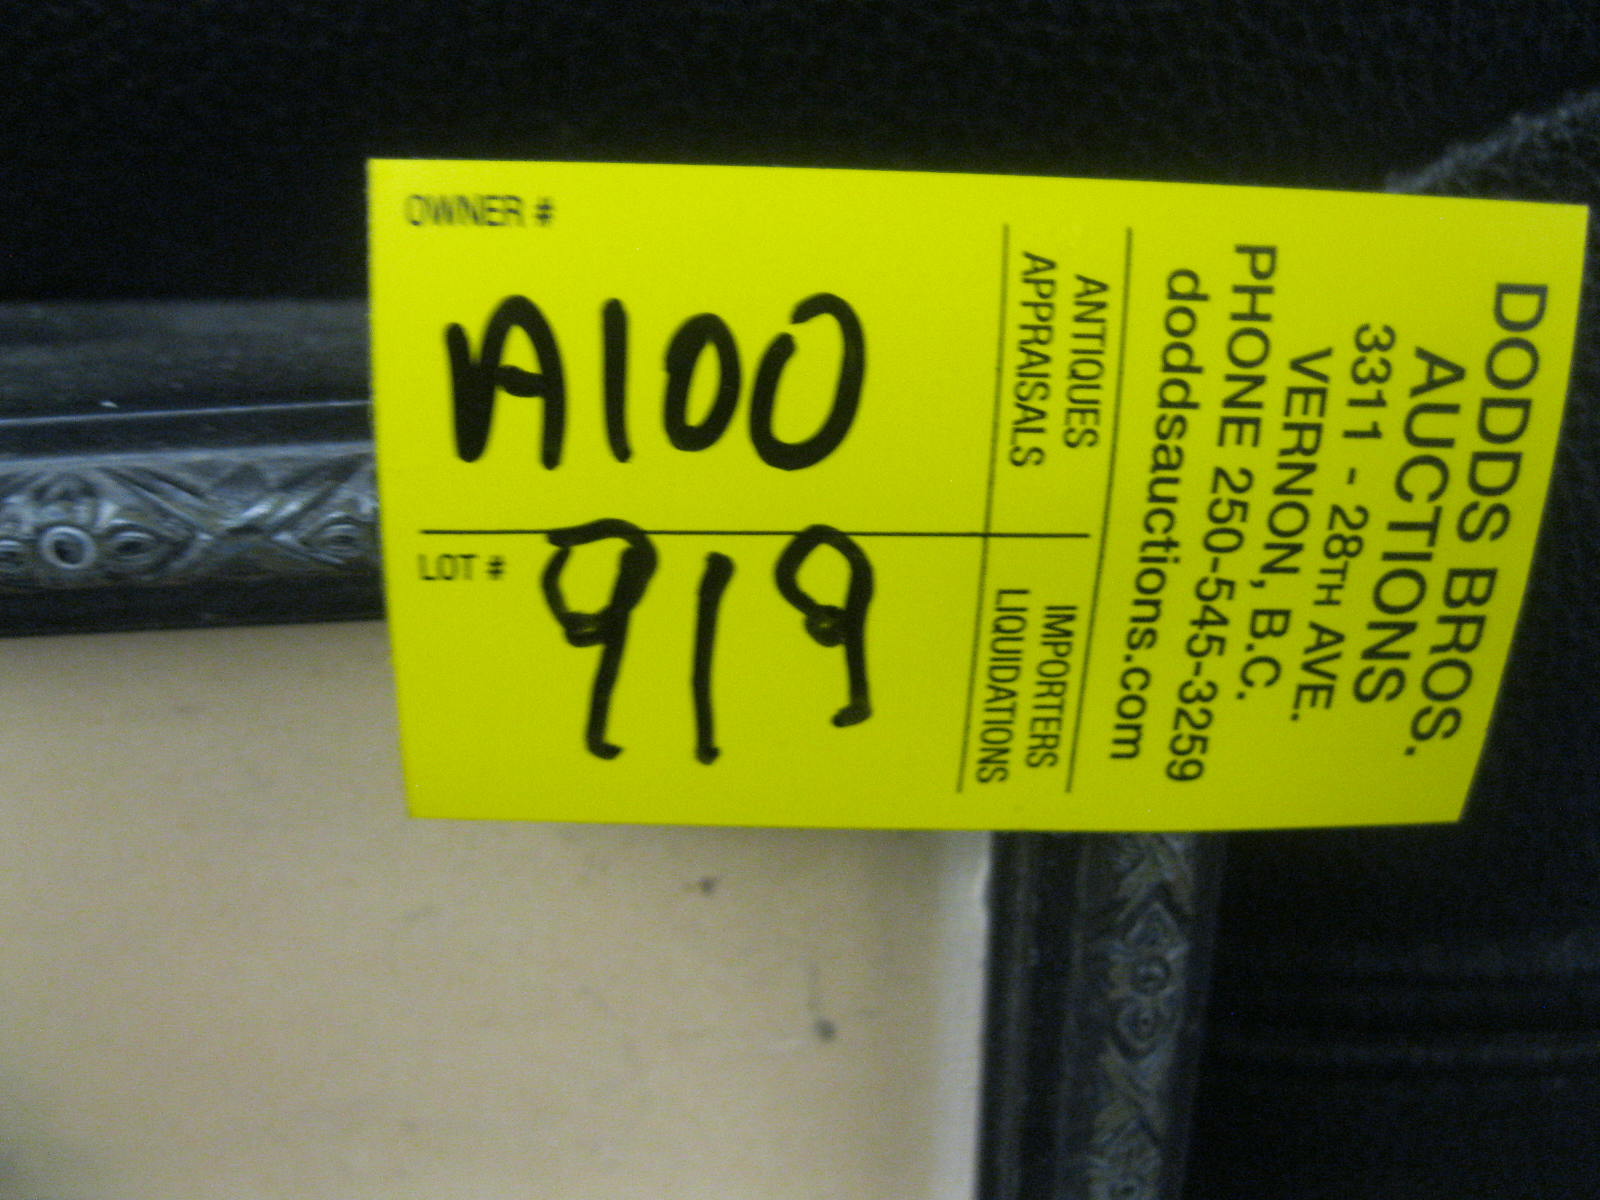 OWNER #
A100
LOT #
919
DODDS BROS.
AUCTIONS
3311 - 28TH AVE.
VERNON, B.C.
PHONE 250-545-3259
doddsauctions.com
ANTIQUES IMPORTERS
APPRAISALS LIQUIDATIONS